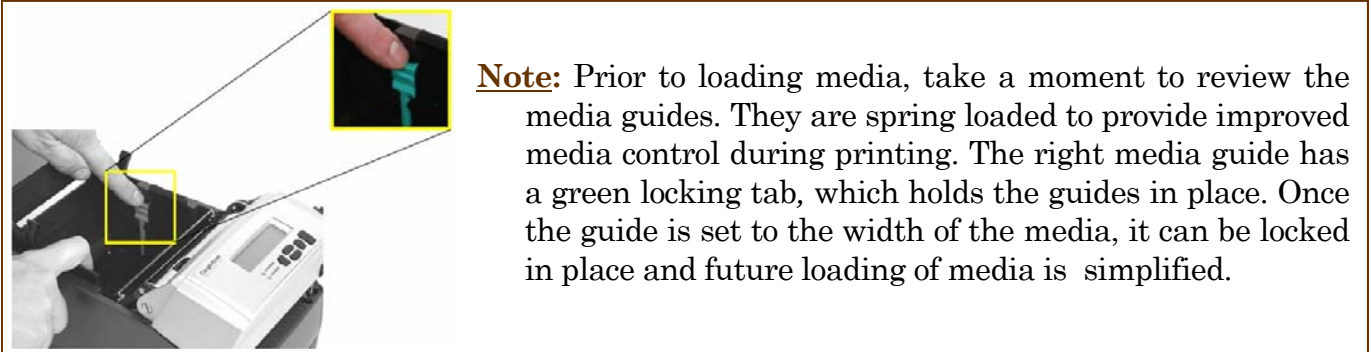 Note: Prior to loading media, take a moment to review the
media guides. They are spring loaded to provide improved
media control during printing. The right media guide has
a green locking tab, which holds the guides in place. Once
the guide is set to the width of the media, it can be locked
in place and future loading of media is simplified.
Cognitive